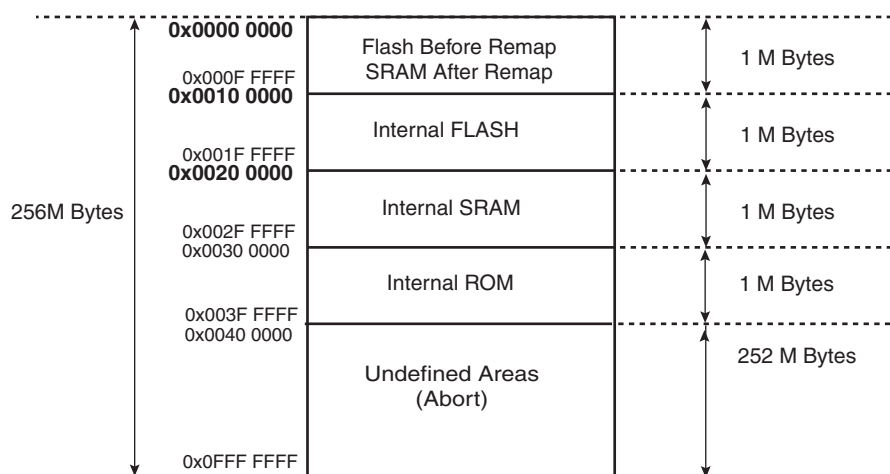 0x0000 0000
Flash Before Remap
SRAM After Remap
1 M Bytes
0x000F FFFF
0x0010 0000
Internal FLASH
1 M Bytes
0x001F FFFF
0x0020 0000
256M Bytes
Internal SRAM
1 M Bytes
0x002F FFFF
0x0030 0000
Internal ROM
1 M Bytes
0x003F FFFF
0x0040 0000
252 M Bytes
Undefined Areas
(Abort)
0x0FFF FFFF